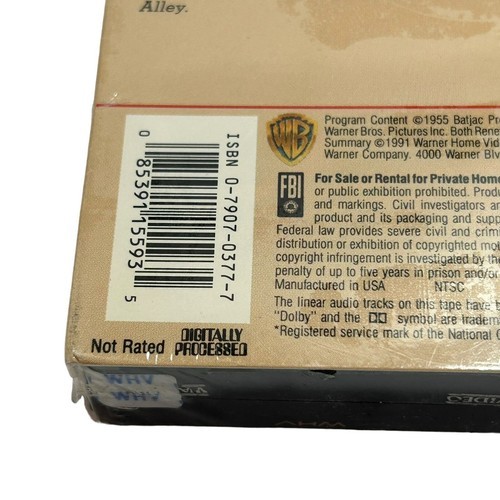 Alley.
ISBN 0-7907-0377-7
0 85391 15593 5
Not Rated
DIGITALLY
PROCESSED
WB
Program Content ©1955 Batjac Pr
Warner Bros. Pictures Inc. Both Rene
Summary ©1991 Warner Home Vid
Warner Company. 4000 Warner Blv
FBI
For Sale or Rental for Private Home
or public exhibition prohibited. Produ
and markings. Civil investigators ar
product and its packaging and supp
Federal law provides severe civil and crim
distribution or exhibition of copyrighted mo
copyright infringement is investigated by the
penalty of up to five years in prison and/o
Manufactured in USA NTSC
The linear audio tracks on this tape have b
"Dolby" and the DD symbol are tradem
*Registered service mark of the National C
WHV
WHV